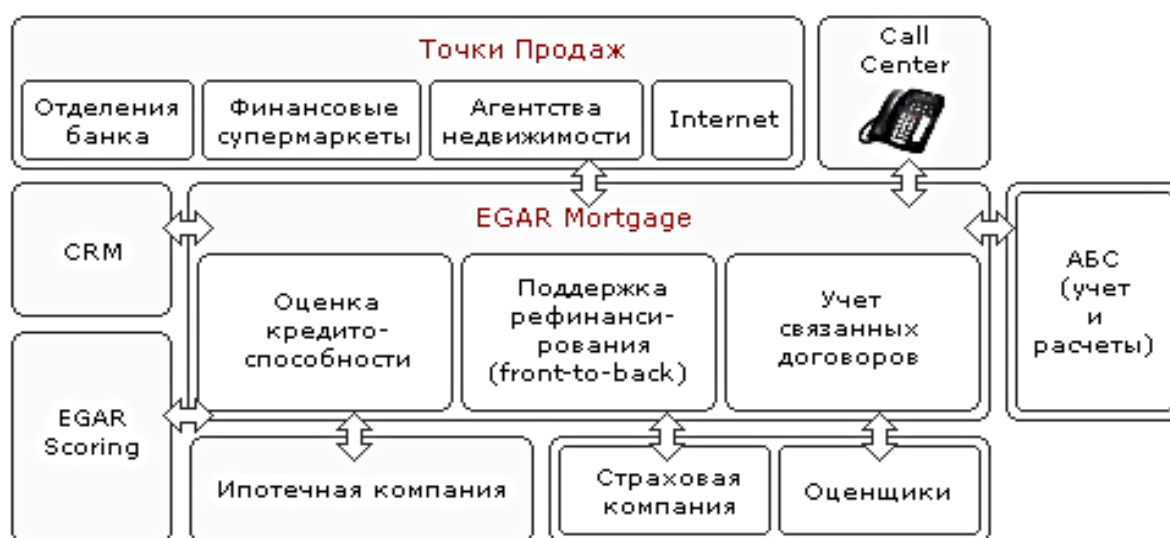 Точки Продаж
Call
Center
Отделения
банка
Финансовые
супермаркеты
Агентства
недвижимости
Internet
CRM
EGAR Mortgage
АБС
(учет
и
расчеты)
Оценка
кредито-
способности
Поддержка
рефинанси-
рования
(front-to-back)
Учет
связанных
договоров
EGAR
Scoring
Ипотечная компания
Страховая
компания
Оценщики